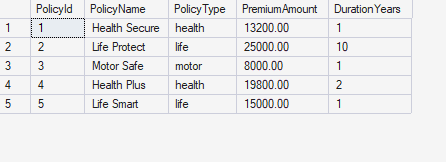 PolicyId PolicyName PolicyType PremiumAmount DurationYears
1 1 Health Secure health 13200.00 1
2 2 Life Protect life 25000.00 10
3 3 Motor Safe motor 8000.00 1
4 4 Health Plus health 19800.00 2
5 5 Life Smart life 15000.00 1